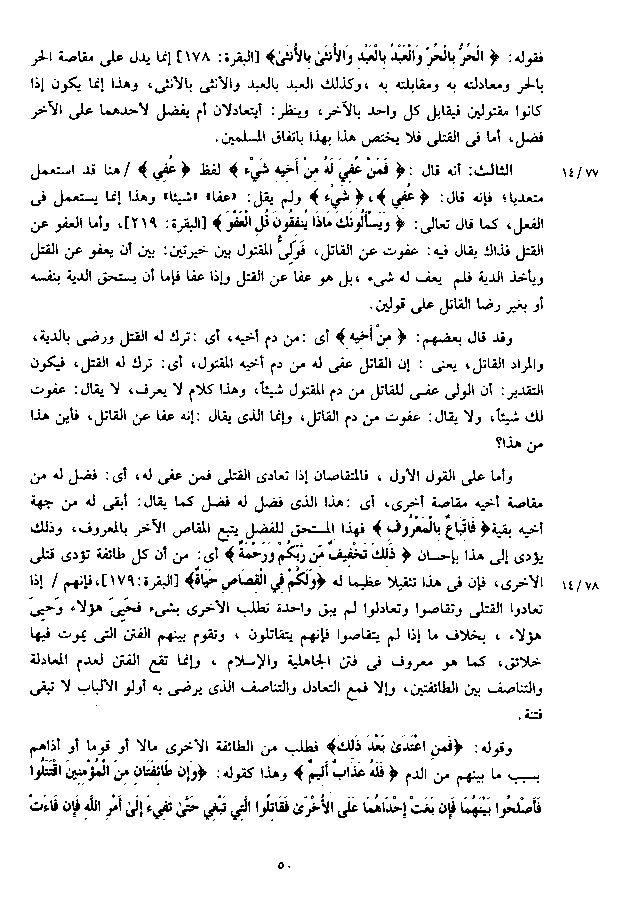 فقوله: ﴿ الْحُرُّ بِالْحُرِّ وَالْعَبْدُ بِالْعَبْدِ وَالْأُنثَىٰ بِالْأُنثَىٰ﴾ [البقرة: ١٧٨] إنما يدل على مقاصة الحر
بالحر ومعادلته به ومقابلته به ،وكذلك العبد بالعبد والأنثى بالأنثى، وهذا إنما يكون إذا
كانوا مقتولين فيقابل كل واحد بالآخر، وينظر: أيتعادلان أم يفضل لأحدهما على الآخر
فضل، أما فى القتلى فلا يختص هذا بهذا باتفاق المسلمين.
١٤/٧٧ الثالث: أنه قال :﴿ فَمَنْ عُفِيَ لَهُ مِنْ أَخِيهِ شَيْءٌ ﴾ لفظ ﴿ عُفِيَ ﴾ /هنا قد استعمل
متعديا؛ فإنه قال: ﴿ عُفِيَ ﴾،﴿ شَيْءٌ ﴾ ولم يقل: «عفا» «شيئا» وهذا إنما يستعمل فى
الفعل، كما قال تعالى: ﴿ وَيَسْأَلُونَكَ مَاذَا يُنفِقُونَ قُلِ الْعَفْوَ ﴾ [البقرة: ٢١٩]، وأما العفو عن
القتل فذاك يقال فيه: عفوت عن القاتل، فَولىُّ المقتول بين خيرتين: بين أن يعفو عن القتل
ويأخذ الدية فلم يعف له شىء ،بل هو عفا عن القتل وإذا عفا فإما أن يستحق الدية بنفسه
أو بغير رضا القاتل على قولين.
وقد قال بعضهم: ﴿ مِنْ أَخِيهِ ﴾ أى :من دم أخيه، أى :ترك له القتل ورضى بالدية،
والمراد القاتل، يعنى : إن القاتل عفى له من دم أخيه المقتول، أى: ترك له القتل، فيكون
التقدير: أن الولى عفـى للقاتل من دم المقتول شيئاً، وهذا كلام لا يعرف، لا يقال: عفوت
لك شيئاً، ولا يقال: عفوت من دم القاتل، وإنما الذى يقال :إنه عفا عن القاتل، فأين هذا
من هذا؟
وأما على القول الأول ، فالمتقاصان إذا تعادى القتلى فمن عفى له، أى: فضل له من
مقاصة أخيه مقاصة أخرى، أى :هذا الذى فضل له فضل كما يقال: أبقى له من جهة
أخيه بقية﴿ فَاتِّبَاعٌ بِالْمَعْرُوفِ ﴾ فهذا المستحق للفضل يتبع المقاص الآخر بالمعروف، وذلك
يؤدى إلى هذا بإحسان ﴿ ذَلِكَ تَخْفِيفٌ مِّن رَّبِّكُمْ وَرَحْمَةٌ ﴾ أى: من أن كل طائفة تؤدى قتلى
١٤/٧٨ الأخرى، فإن فى هذا تثقيلا عظيما له ﴿وَلَكُمْ فِي الْقِصَاصِ حَيَاةٌ﴾ [البقرة:١٧٩]،فإنهم / إذا
تعادوا القتلى وتقاصوا وتعادلوا لم يبق واحدة تطلب الأخرى بشىء فحَيِىَ هؤلاء وحَيِىَ
هؤلاء ، بخلاف ما إذا لم يتقاصوا فإنهم يتقاتلون ، وتقوم بينهم الفتن التى يموت فيها
خلائق، كما هو معروف فى فتن الجاهلية والإسلام ، وإنما تقع الفتن لعدم المعادلة
والتناصف بين الطائفتين، وإلا فمع التعادل والتناصف الذى يرضى به أولو الألباب لا تبقى
فتنة.
وقوله: ﴿فَمَنِ اعْتَدَىٰ بَعْدَ ذَلِكَ﴾ فطلب من الطائفة الأخرى مالا أو قوما أو أذاهم
بسبب ما بينهم من الدم ﴿ فَلَهُ عَذَابٌ أَلِيمٌ ﴾ وهذا كقوله: ﴿وَإِن طَائِفَتَانِ مِنَ الْمُؤْمِنِينَ اقْتَتَلُوا
فَأَصْلِحُوا بَيْنَهُمَا فَإِن بَغَتْ إِحْدَاهُمَا عَلَى الْأُخْرَىٰ فَقَاتِلُوا الَّتِي تَبْغِي حَتَّىٰ تَفِيءَ إِلَىٰ أَمْرِ اللَّهِ فَإِن فَاءَتْ
٥٠